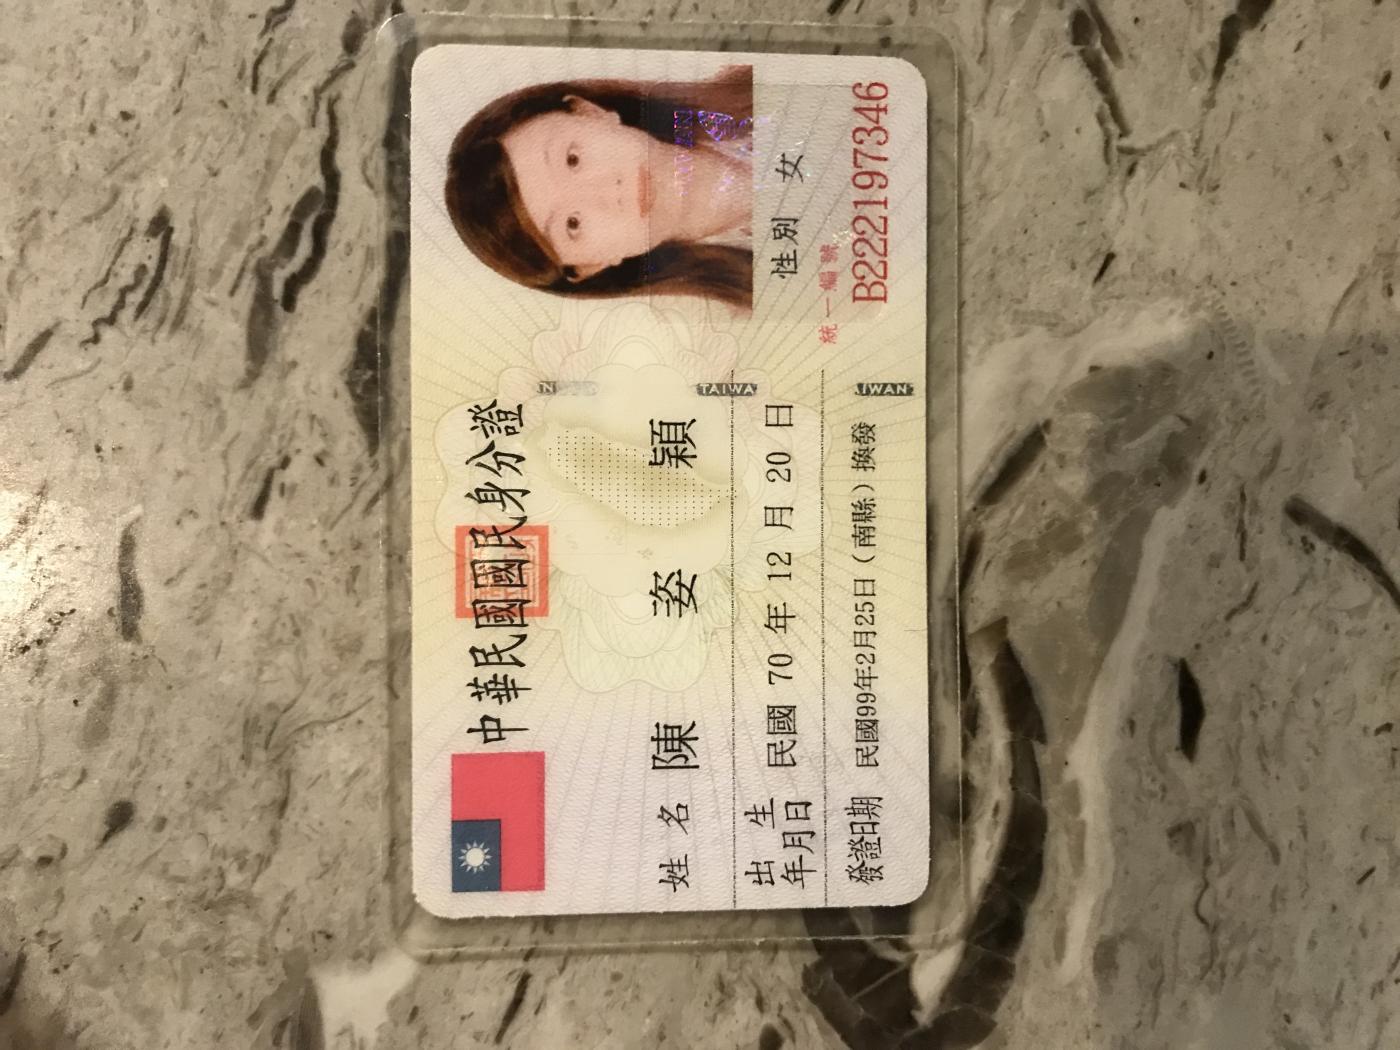 中華民國國民身分證
姓名 陳姿穎
出生年月日 民國 70 年 12 月 20 日
性別 女
發證日期 民國99年2月25日（南縣）換發
統一編號
B222197346
TAIWA
IWAN